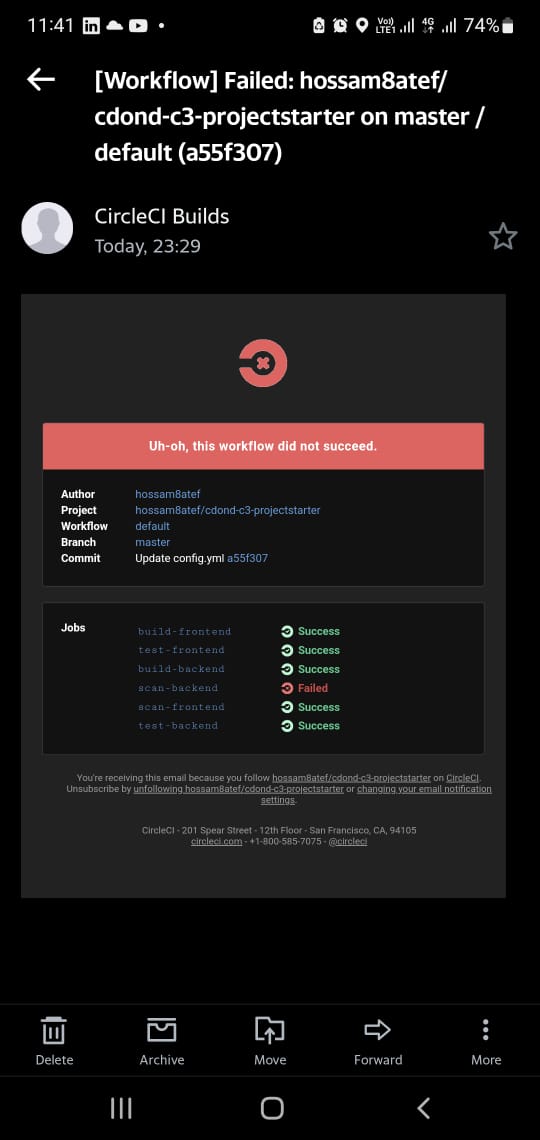 11:41
Vo))
LTE1
4G
74%
[Workflow] Failed: hossam8atef/
cdond-c3-projectstarter on master /
default (a55f307)
CircleCI Builds
Today, 23:29
Uh-oh, this workflow did not succeed.
Author hossam8atef
Project hossam8atef/cdond-c3-projectstarter
Workflow default
Branch master
Commit Update config.yml a55f307
Jobs
build-frontend Success
test-frontend Success
build-backend Success
scan-backend Failed
scan-frontend Success
test-backend Success
You're receiving this email because you follow hossam8atef/cdond-c3-projectstarter on CircleCI.
Unsubscribe by unfollowing hossam8atef/cdond-c3-projectstarter or changing your email notification
settings.
CircleCI - 201 Spear Street - 12th Floor - San Francisco, CA, 94105
circleci.com - +1-800-585-7075 - @circleci
Delete Archive Move Forward More